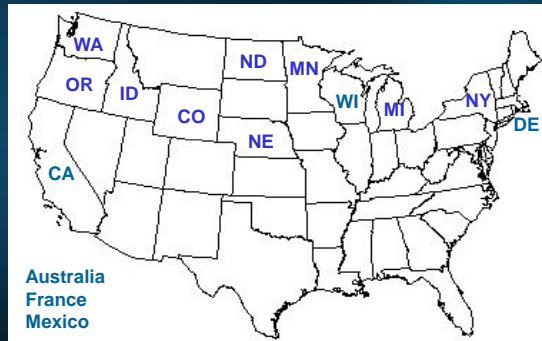 WA
ND
MN
OR
ID
WI
CO
MI
NY
NE
DE
CA
Australia
France
Mexico